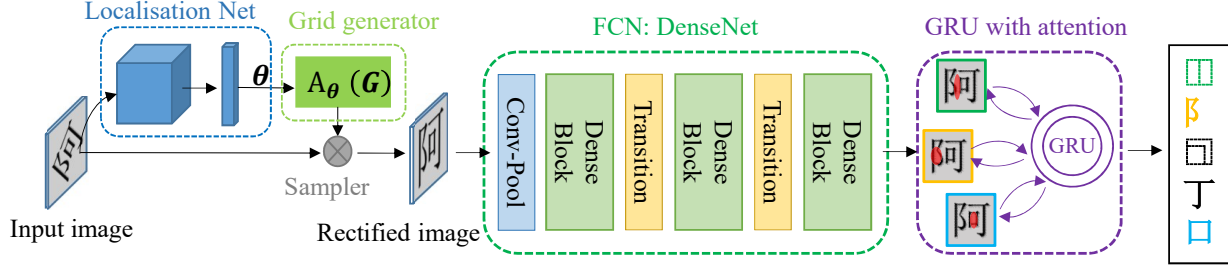 Localisation Net
Grid generator
FCN: DenseNet
GRU with attention
θ
A_θ (G)
Sampler
Input image
Rectified image
阿
阿
Conv-Pool
Dense Block
Transition
Dense Block
Transition
Dense Block
阿
阿
阿
GRU
⿰
阝
⿹
丁
口